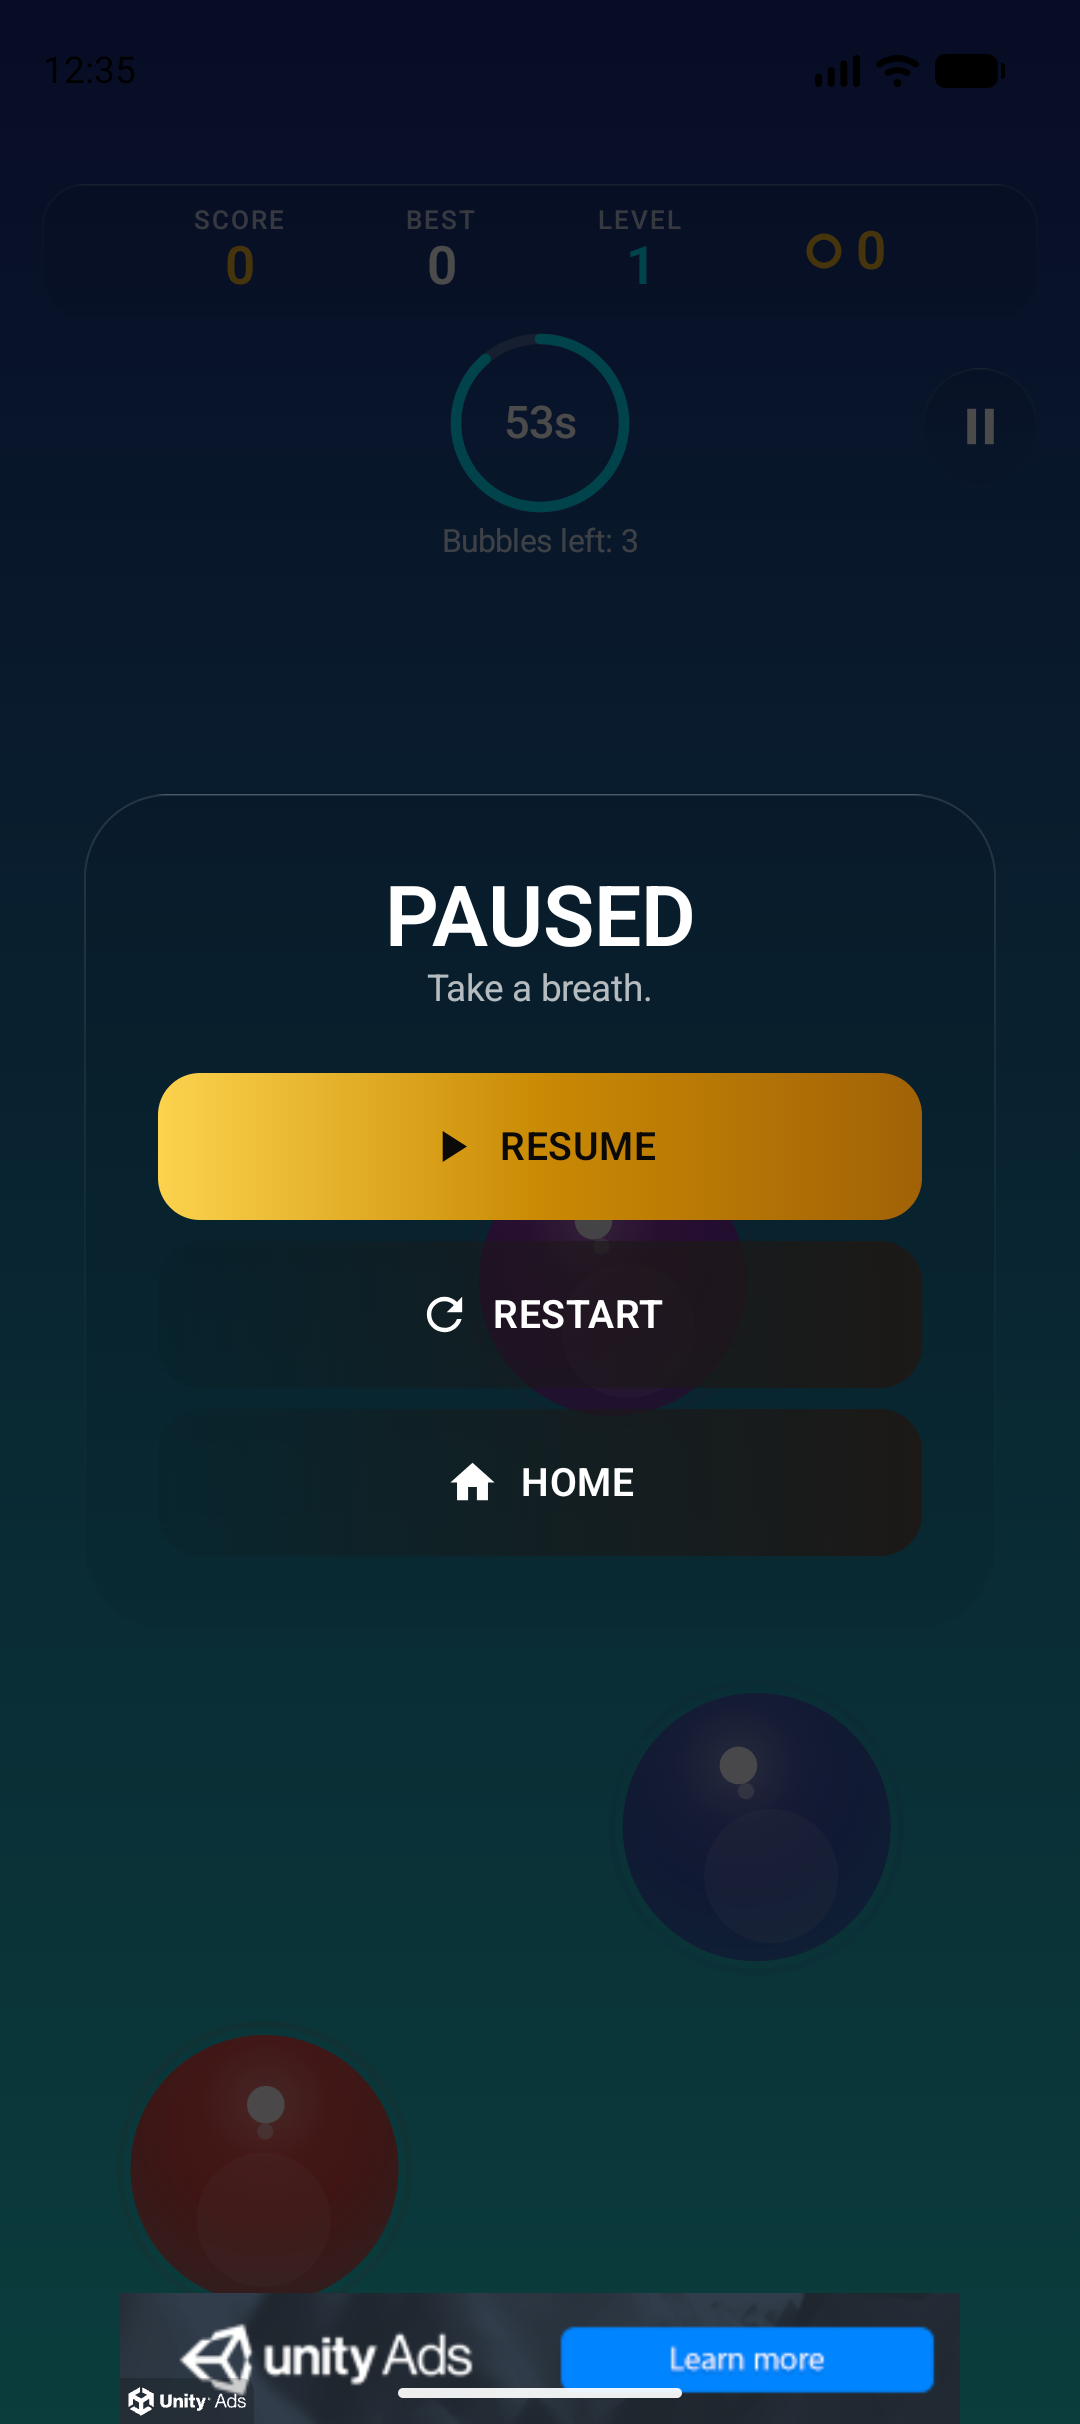 12:35
SCORE BEST LEVEL
0 0 1 0
53s
Bubbles left: 3
PAUSED
Take a breath.
RESUME
RESTART
HOME
unity Ads
Learn more
Unity Ads